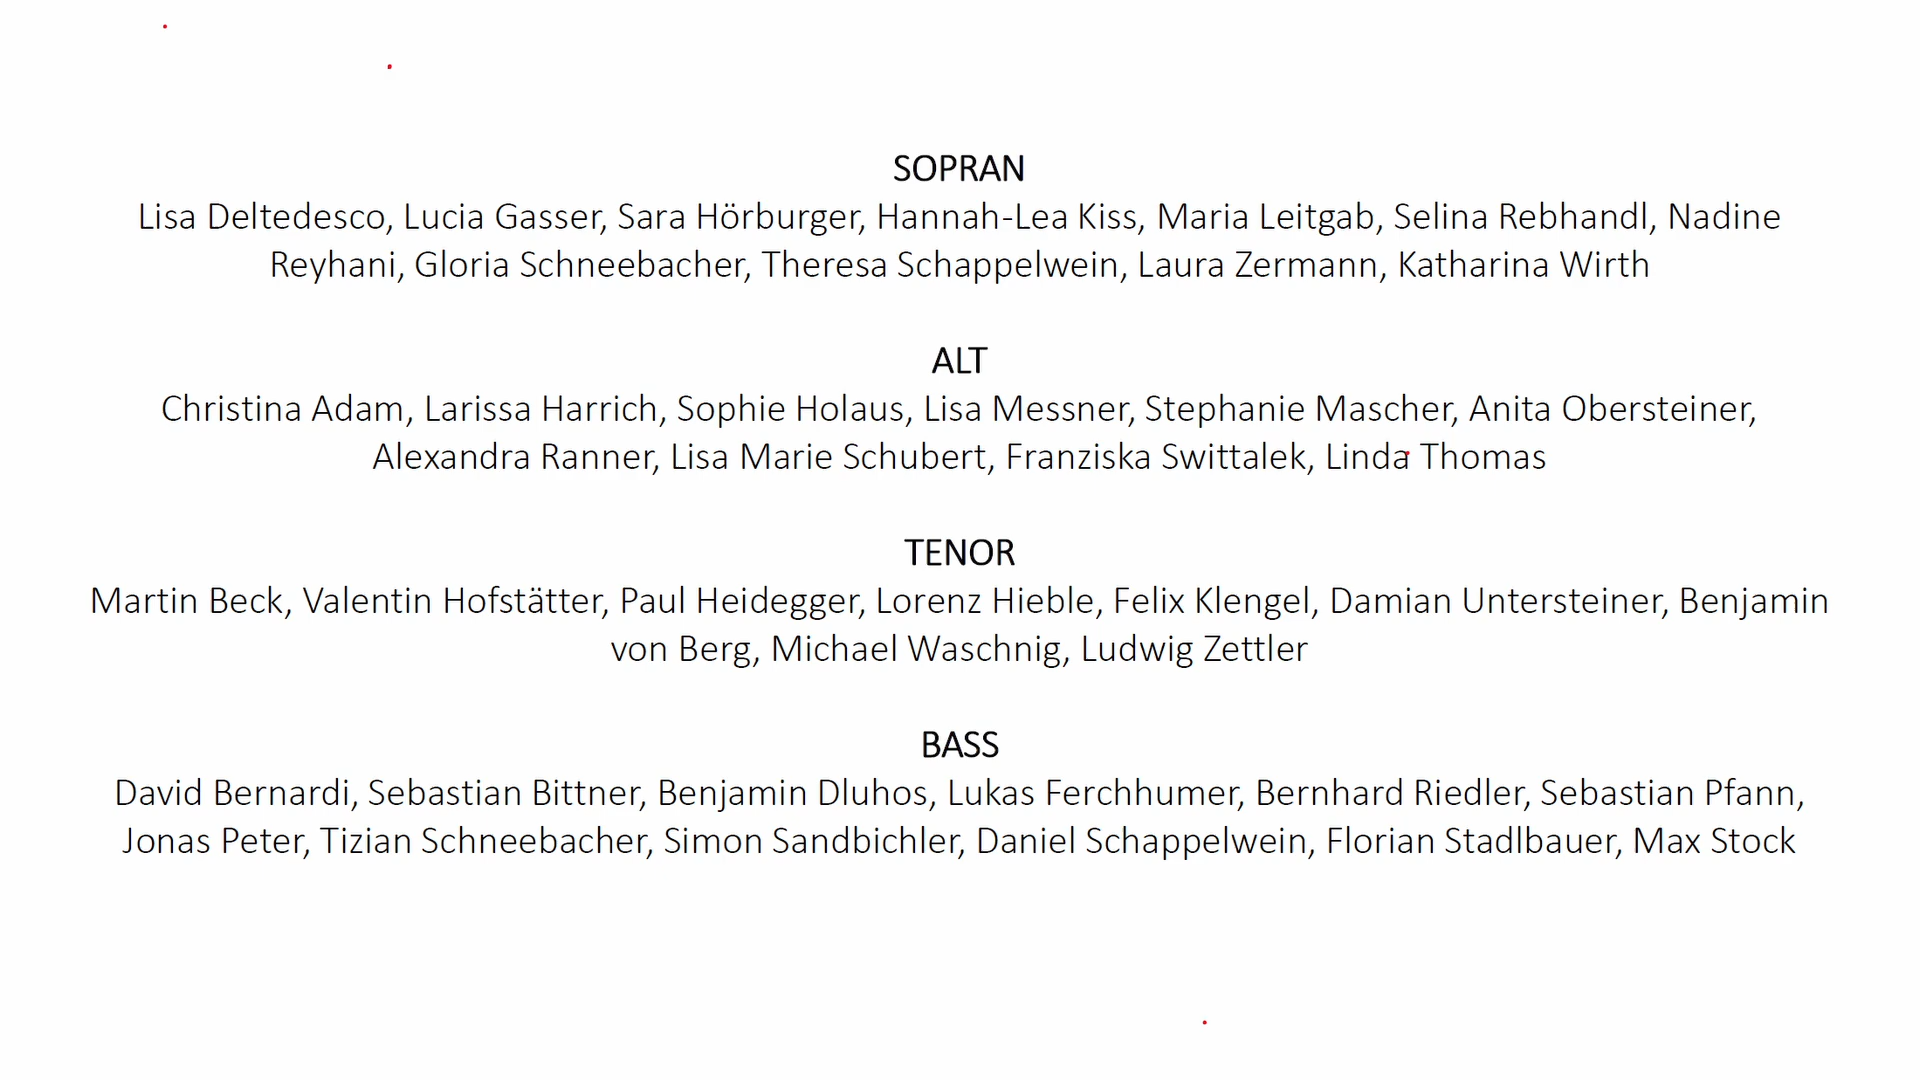 SOPRAN
Lisa Deltedesco, Lucia Gasser, Sara Hörburger, Hannah-Lea Kiss, Maria Leitgab, Selina Rebhandl, Nadine
Reyhani, Gloria Schneebacher, Theresa Schappelwein, Laura Zermann, Katharina Wirth
ALT
Christina Adam, Larissa Harrich, Sophie Holaus, Lisa Messner, Stephanie Mascher, Anita Obersteiner,
Alexandra Ranner, Lisa Marie Schubert, Franziska Swittalek, Linda Thomas
TENOR
Martin Beck, Valentin Hofstätter, Paul Heidegger, Lorenz Hieble, Felix Klengel, Damian Untersteiner, Benjamin
von Berg, Michael Waschnig, Ludwig Zettler
BASS
David Bernardi, Sebastian Bittner, Benjamin Dluhos, Lukas Ferchhumer, Bernhard Riedler, Sebastian Pfann,
Jonas Peter, Tizian Schneebacher, Simon Sandbichler, Daniel Schappelwein, Florian Stadlbauer, Max Stock